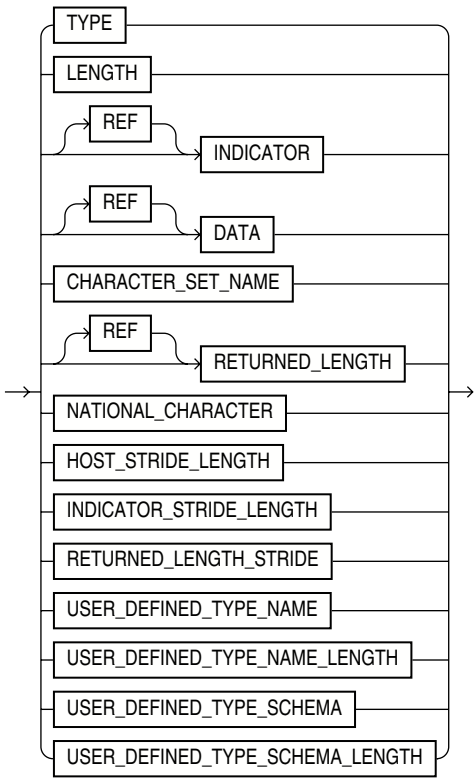 TYPE
LENGTH
REF
INDICATOR
REF
DATA
CHARACTER_SET_NAME
REF
RETURNED_LENGTH
NATIONAL_CHARACTER
HOST_STRIDE_LENGTH
INDICATOR_STRIDE_LENGTH
RETURNED_LENGTH_STRIDE
USER_DEFINED_TYPE_NAME
USER_DEFINED_TYPE_NAME_LENGTH
USER_DEFINED_TYPE_SCHEMA
USER_DEFINED_TYPE_SCHEMA_LENGTH